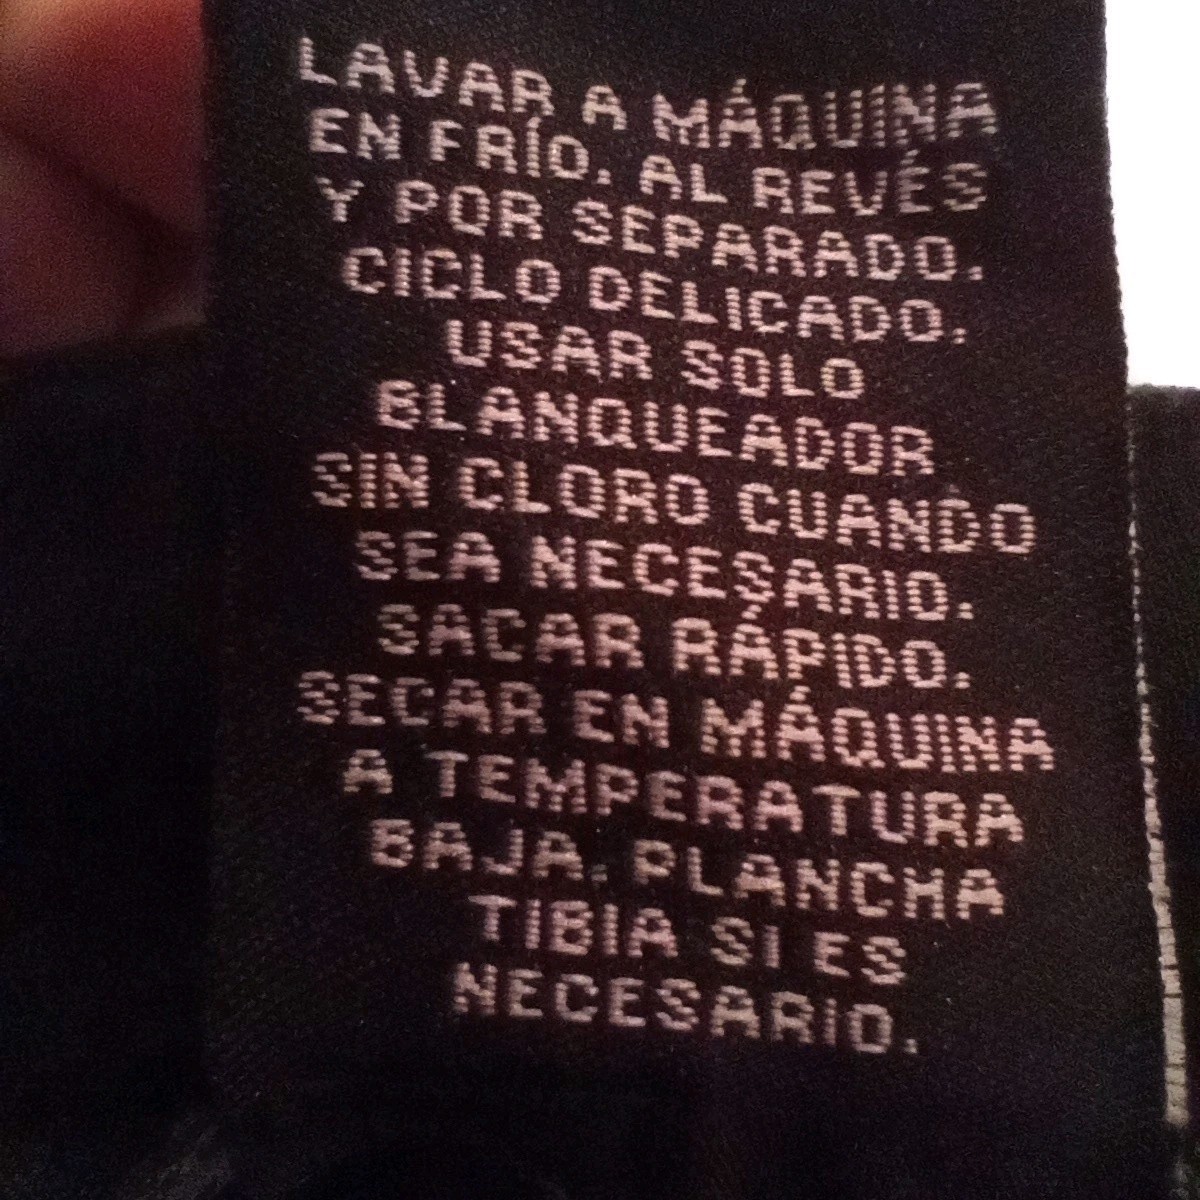 LAVAR A MÁQUINA
EN FRÍO. AL REVÉS
Y POR SEPARADO.
CICLO DELICADO.
USAR SOLO
BLANQUEADOR
SIN CLORO CUANDO
SEA NECESARIO.
SACAR RÁPIDO.
SECAR EN MÁQUINA
A TEMPERATURA
BAJA. PLANCHA
TIBIA SI ES
NECESARIO.